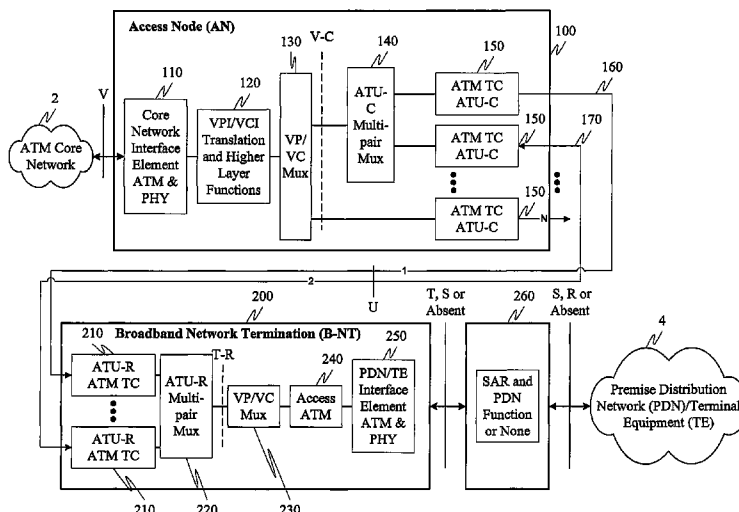 Access Node (AN)
130
V-C
140
150
100
160
2
V
110
120
ATM Core
Network
Core
Network
Interface
Element
ATM &
PHY
VPI/VCI
Translation
and Higher
Layer
Functions
VP/
VC
Mux
ATU-
C
Multi-
pair
Mux
ATM TC
ATU-C
150
170
ATM TC
ATU-C
150
ATM TC
ATU-C
N
1
2
U
200
T, S or
Absent
260
S, R or
Absent
4
Broadband Network Termination (B-NT)
210
T-R
240
250
ATU-R
ATM TC
ATU-R
ATM TC
ATU-R
Multi-
pair
Mux
VP/VC
Mux
Access
ATM
PDN/TE
Interface
Element
ATM &
PHY
SAR and
PDN
Function
or None
Premise Distribution
Network (PDN)/Terminal
Equipment (TE)
210
220
230